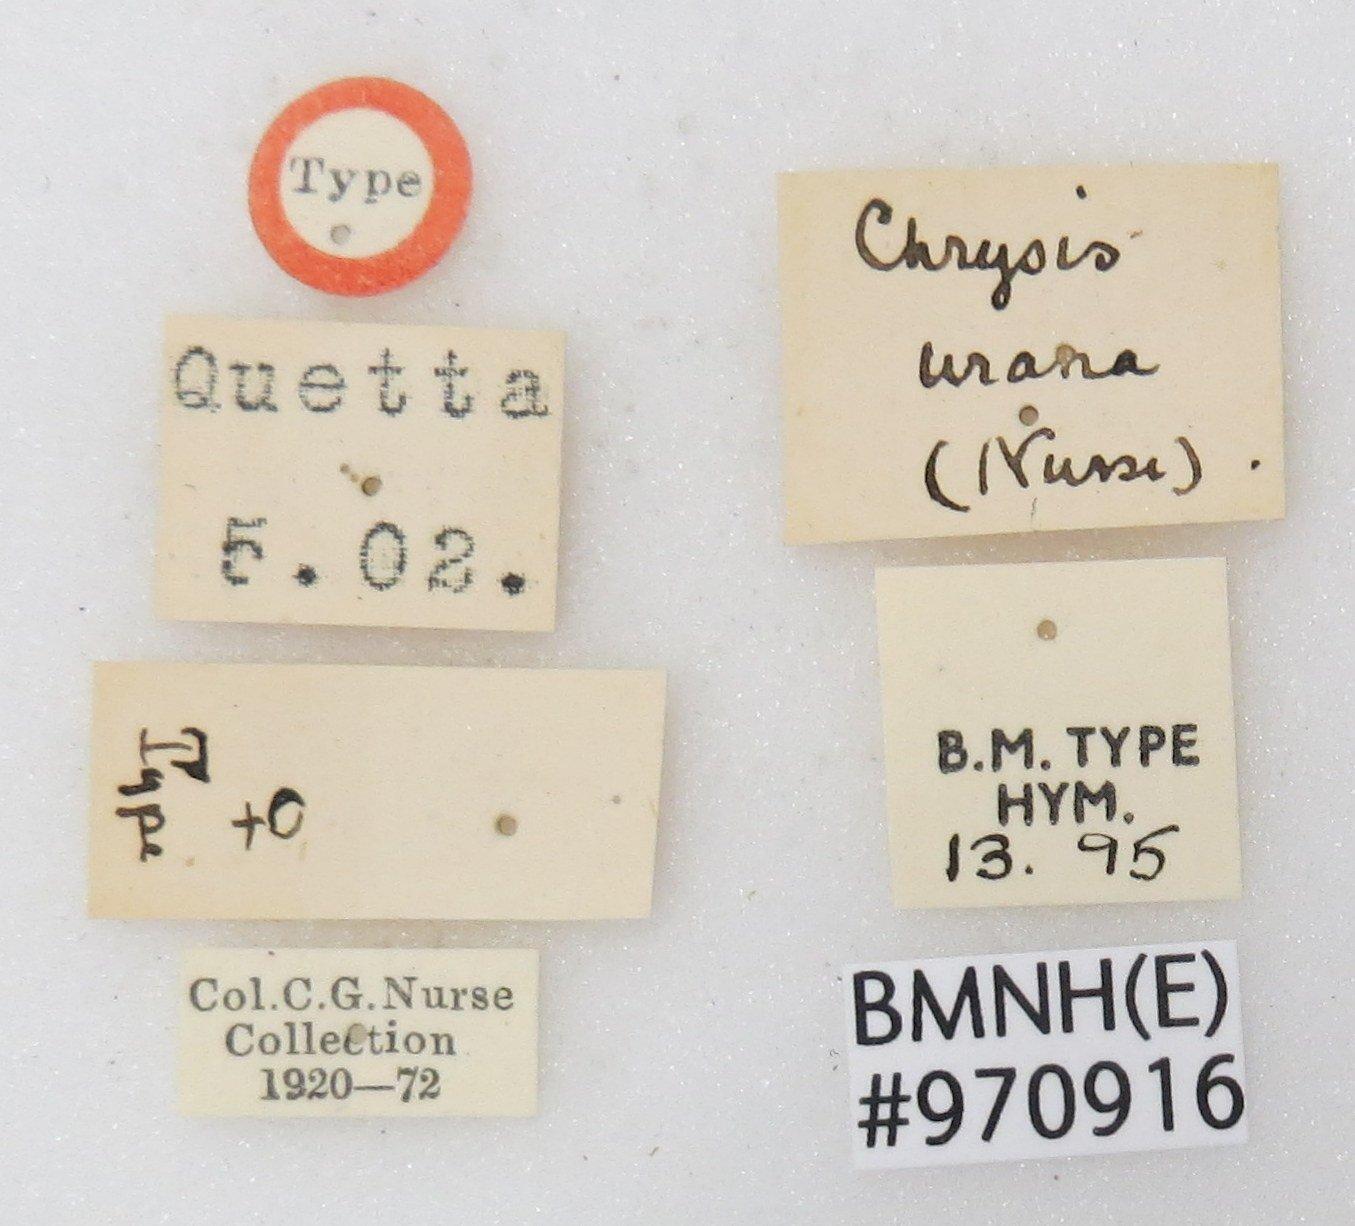 Type
Quetta
5.02.
Type
♀
Col.C.G.Nurse
Collection
1920—72
Chrysis
urana
(Nurse).
B.M. TYPE
HYM.
13. 95
BMNH(E)
#970916